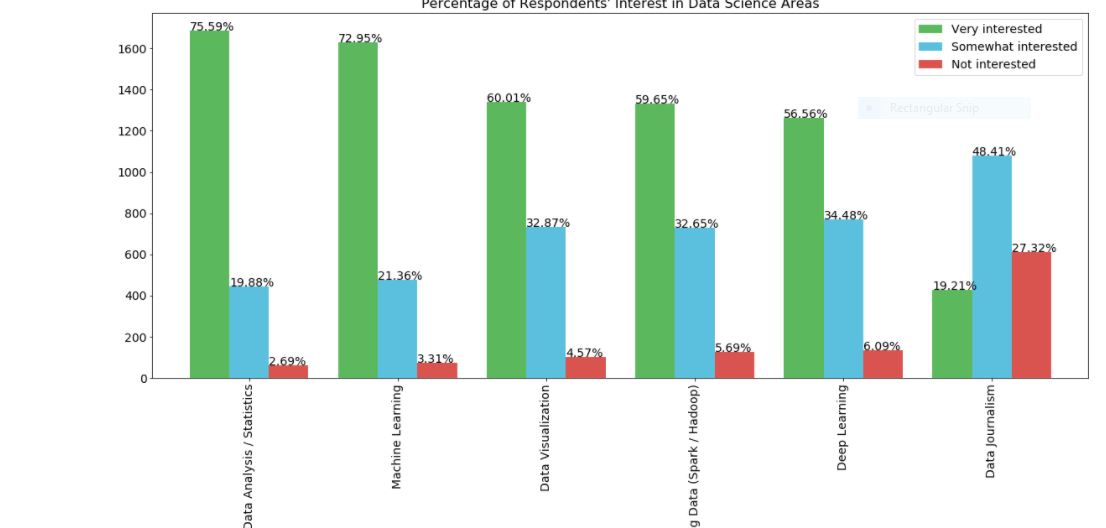 Percentage of Respondents' Interest in Data Science Areas
75.59%
72.95%
60.01%
59.65%
56.56%
48.41%
19.88%
21.36%
32.87%
32.65%
34.48%
19.21%
27.32%
2.69%
3.31%
4.57%
5.69%
6.09%
Very interested
Somewhat interested
Not interested
Rectangular Snip
1600
1400
1200
1000
800
600
400
200
0
Data Analysis / Statistics
Machine Learning
Data Visualization
g Data (Spark / Hadoop)
Deep Learning
Data Journalism